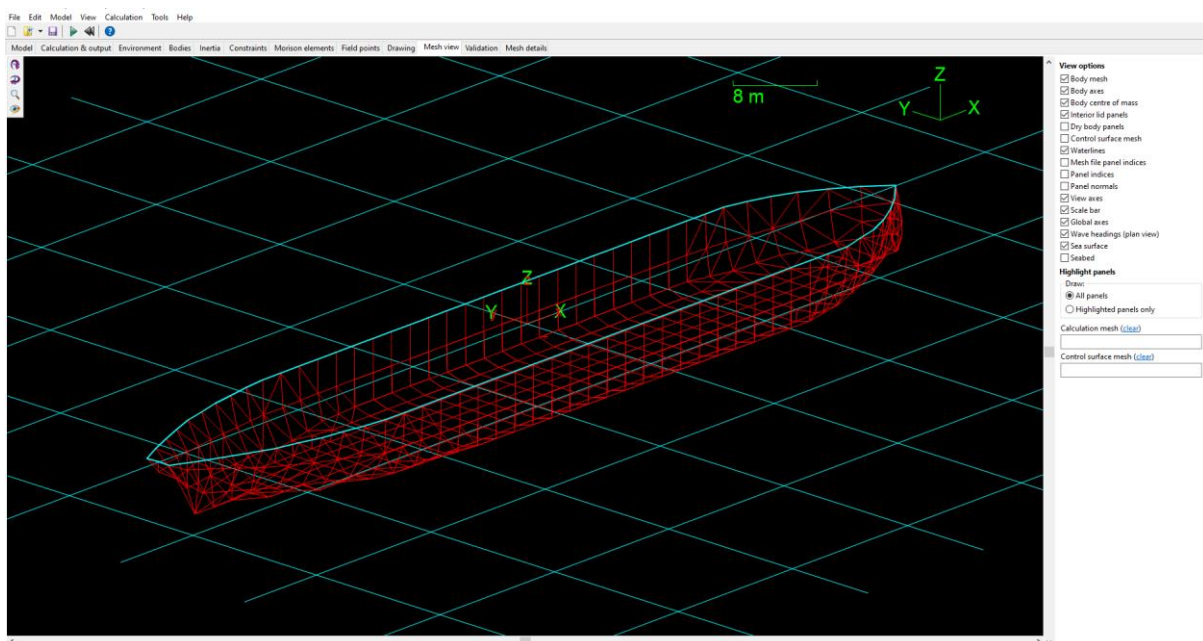 File Edit Model View Calculation Tools Help
Model Calculation & output Environment Bodies Inertia Constraints Morison elements Field points Drawing Mesh view Validation Mesh details
8 m
Z
Y X
Z
Y X
View options
Body mesh
Body axes
Body centre of mass
Interior lid panels
Dry body panels
Control surface mesh
Waterlines
Mesh file panel indices
Panel indices
Panel normals
View axes
Scale bar
Global axes
Wave headings (plan view)
Sea surface
Seabed
Highlight panels
Draw:
All panels
Highlighted panels only
Calculation mesh (clear)
Control surface mesh (clear)